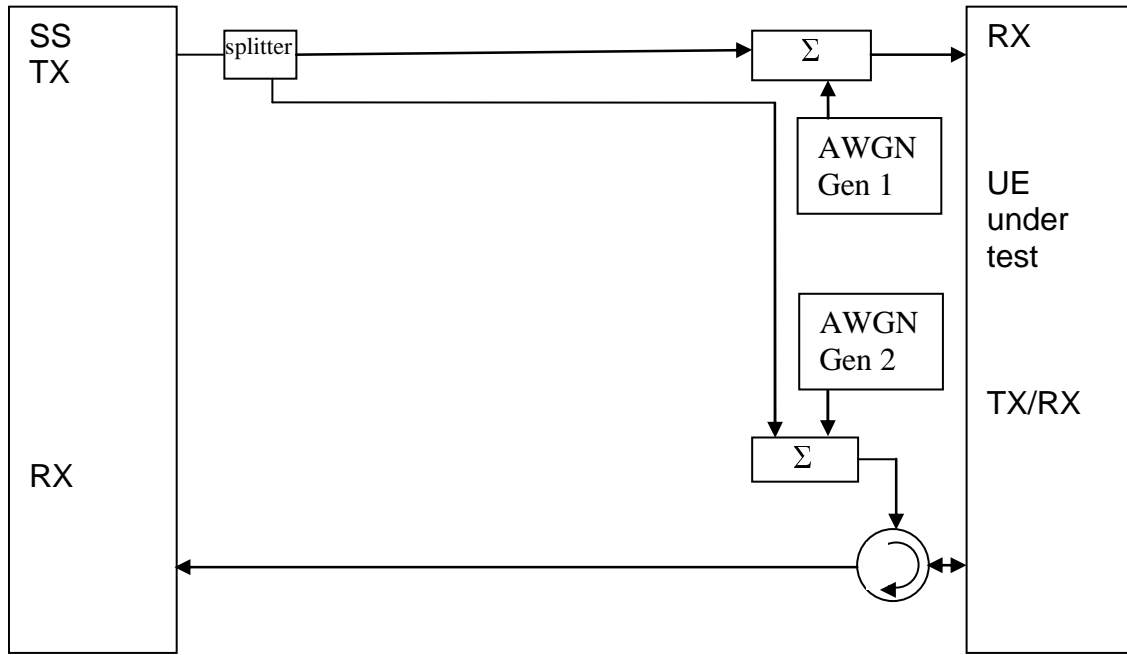 SS
TX
splitter
Σ
RX
AWGN
Gen 1
UE
under
test
AWGN
Gen 2
TX/RX
Σ
RX